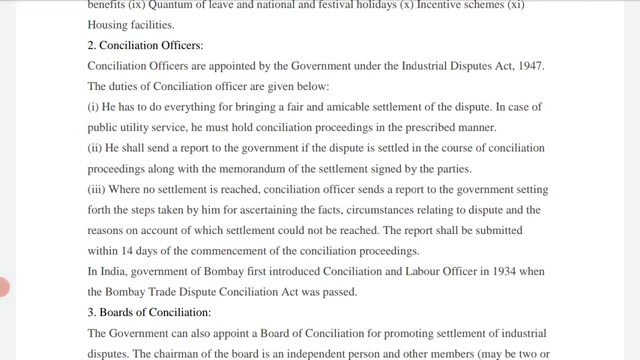 benefits (ix) Quantum of leave and national and festival holidays (x) Incentive schemes (xi)
Housing facilities.
2. Conciliation Officers:
Conciliation Officers are appointed by the Government under the Industrial Disputes Act, 1947.
The duties of Conciliation officer are given below:
(i) He has to do everything for bringing a fair and amicable settlement of the dispute. In case of
public utility service, he must hold conciliation proceedings in the prescribed manner.
(ii) He shall send a report to the government if the dispute is settled in the course of conciliation
proceedings along with the memorandum of the settlement signed by the parties.
(iii) Where no settlement is reached, conciliation officer sends a report to the government setting
forth the steps taken by him for ascertaining the facts, circumstances relating to dispute and the
reasons on account of which settlement could not be reached. The report shall be submitted
within 14 days of the commencement of the conciliation proceedings.
In India, government of Bombay first introduced Conciliation and Labour Officer in 1934 when
the Bombay Trade Dispute Conciliation Act was passed.
3. Boards of Conciliation:
The Government can also appoint a Board of Conciliation for promoting settlement of industrial
disputes. The chairman of the board is an independent person and other members (may be two or